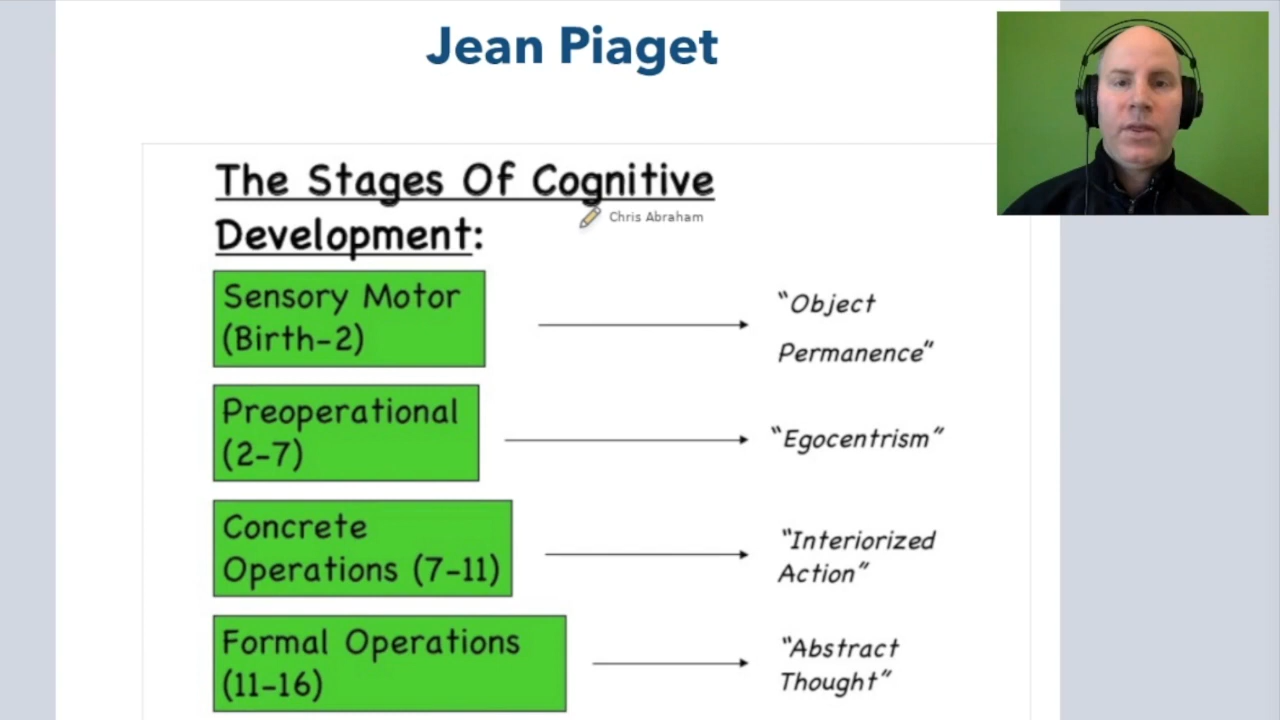 Jean Piaget
The Stages Of Cognitive
Chris Abraham
Development:
Sensory Motor
(Birth-2)
"Object
Permanence"
Preoperational
(2-7)
"Egocentrism"
Concrete
Operations (7-11)
"Interiorized
Action"
Formal Operations
(11-16)
"Abstract
Thought"